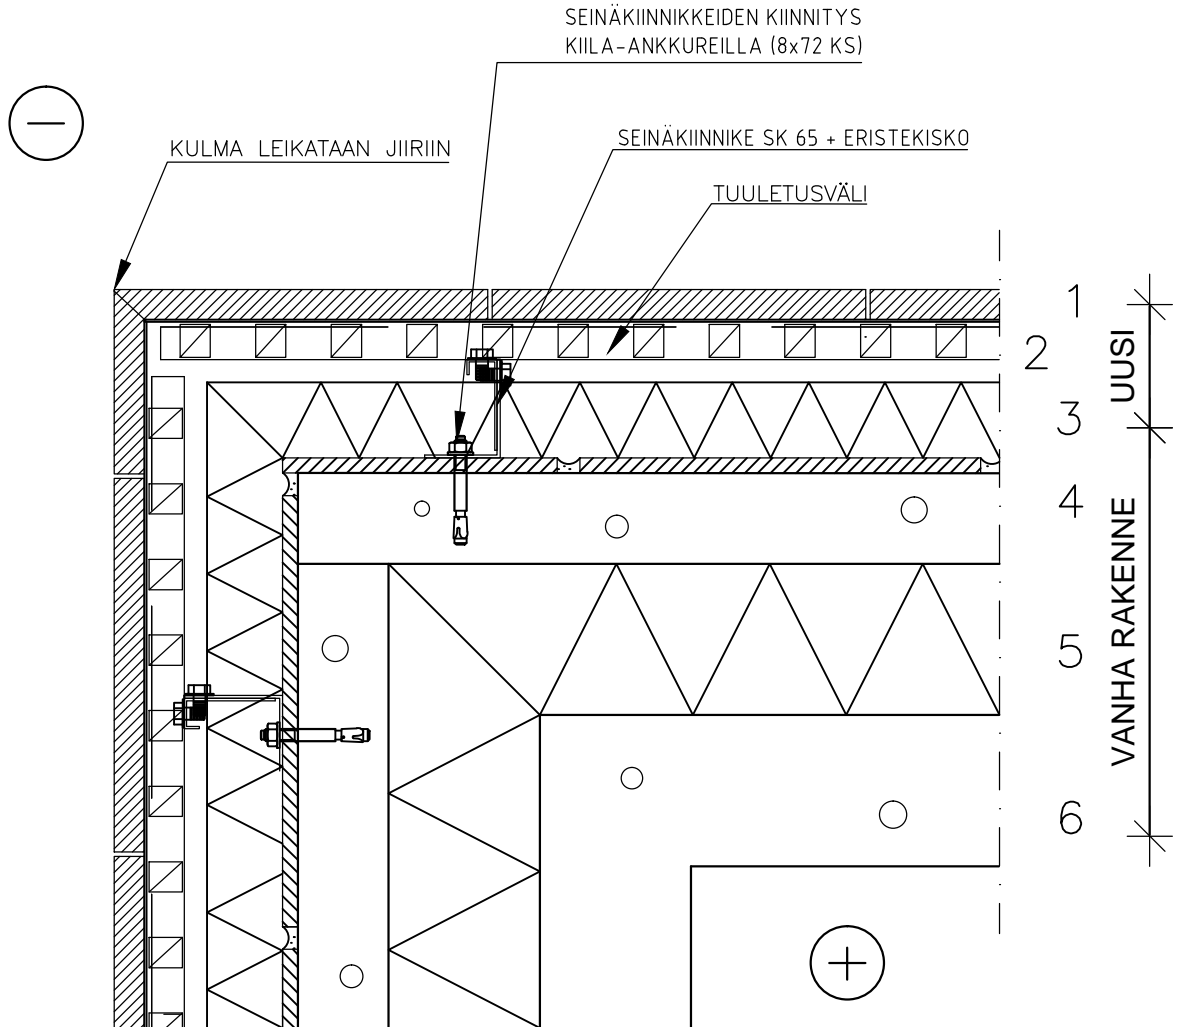 SEINÄKIINNIKKEIDEN KIINNITYS
KIILA-ANKKUREILLA (8x72 KS)
SEINÄKIINNIKE SK 65 + ERISTEKISKO
KULMA LEIKATAAN JIIRIIN
TUULETUSVÄLI
1
2
3
4
5
6
UUSI
VANHA RAKENNE